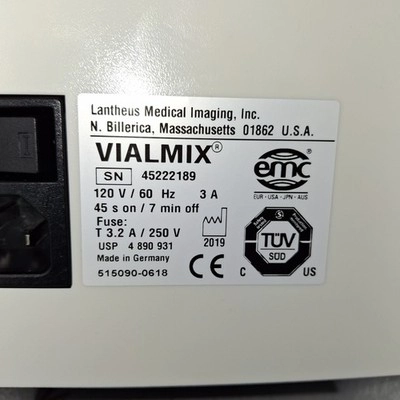 Lantheus Medical Imaging, Inc.
N. Billerica, Massachusetts 01862 U.S.A.
VIALMIX®
SN 45222189
120 V / 60 Hz 3 A
45 s on / 7 min off
Fuse:
T 3.2 A / 250 V
USP 4 890 931
Made in Germany
515090-0618
2019
CE
emc
EUR - USA - JPN - AUS
TÜV
SÜD
C US